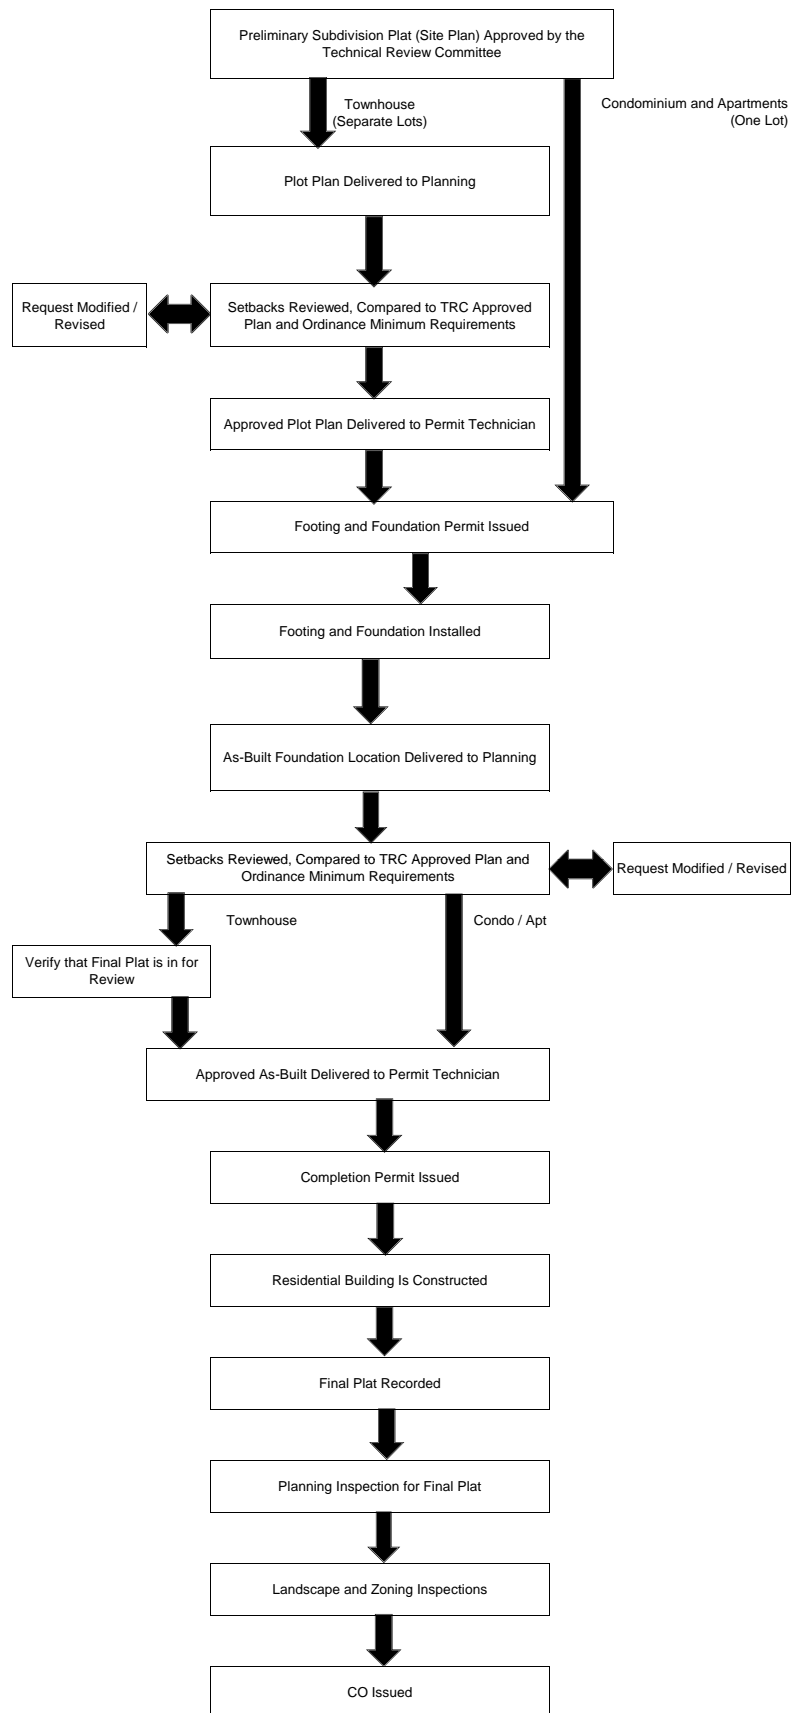 Preliminary Subdivision Plat (Site Plan) Approved by the
Technical Review Committee
Townhouse
(Separate Lots)
Condominium and Apartments
(One Lot)
Plot Plan Delivered to Planning
Request Modified /
Revised
Setbacks Reviewed, Compared to TRC Approved
Plan and Ordinance Minimum Requirements
Approved Plot Plan Delivered to Permit Technician
Footing and Foundation Permit Issued
Footing and Foundation Installed
As-Built Foundation Location Delivered to Planning
Setbacks Reviewed, Compared to TRC Approved Plan and
Ordinance Minimum Requirements
Request Modified / Revised
Townhouse
Condo / Apt
Verify that Final Plat is in for
Review
Approved As-Built Delivered to Permit Technician
Completion Permit Issued
Residential Building Is Constructed
Final Plat Recorded
Planning Inspection for Final Plat
Landscape and Zoning Inspections
CO Issued